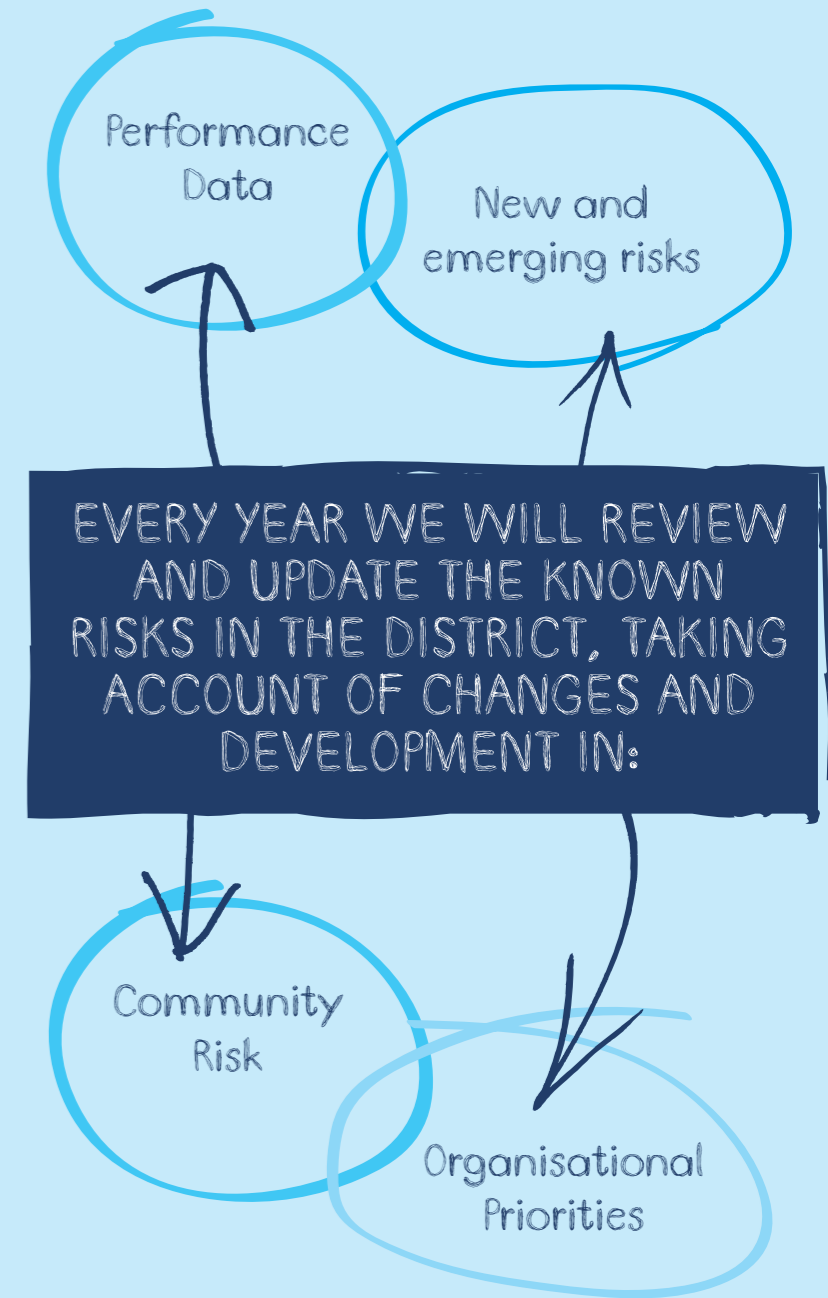 Performance
Data
New and
emerging risks
EVERY YEAR WE WILL REVIEW
AND UPDATE THE KNOWN
RISKS IN THE DISTRICT, TAKING
ACCOUNT OF CHANGES AND
DEVELOPMENT IN:
Community
Risk
Organisational
Priorities